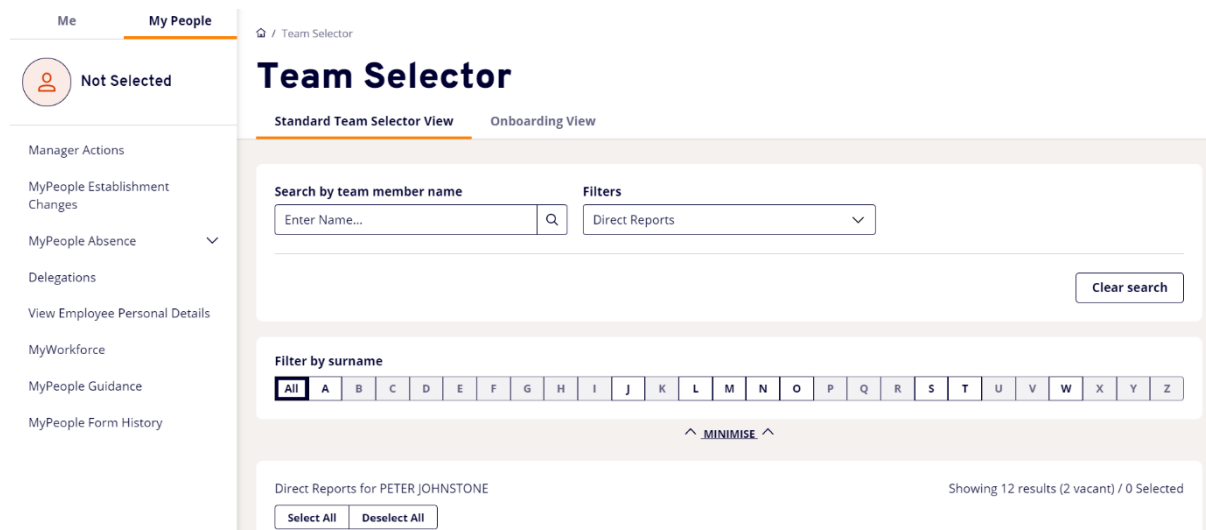 Me My People
Not Selected
Manager Actions
MyPeople Establishment
Changes
MyPeople Absence
Delegations
View Employee Personal Details
MyWorkforce
MyPeople Guidance
MyPeople Form History
/ Team Selector
Team Selector
Standard Team Selector View Onboarding View
Search by team member name Filters
Enter Name... Direct Reports
Clear search
Filter by surname
All A B C D E F G H I J K L M N O P Q R S T U V W X Y Z
MINIMISE
Direct Reports for PETER JOHNSTONE Showing 12 results (2 vacant) / 0 Selected
Select All Deselect All